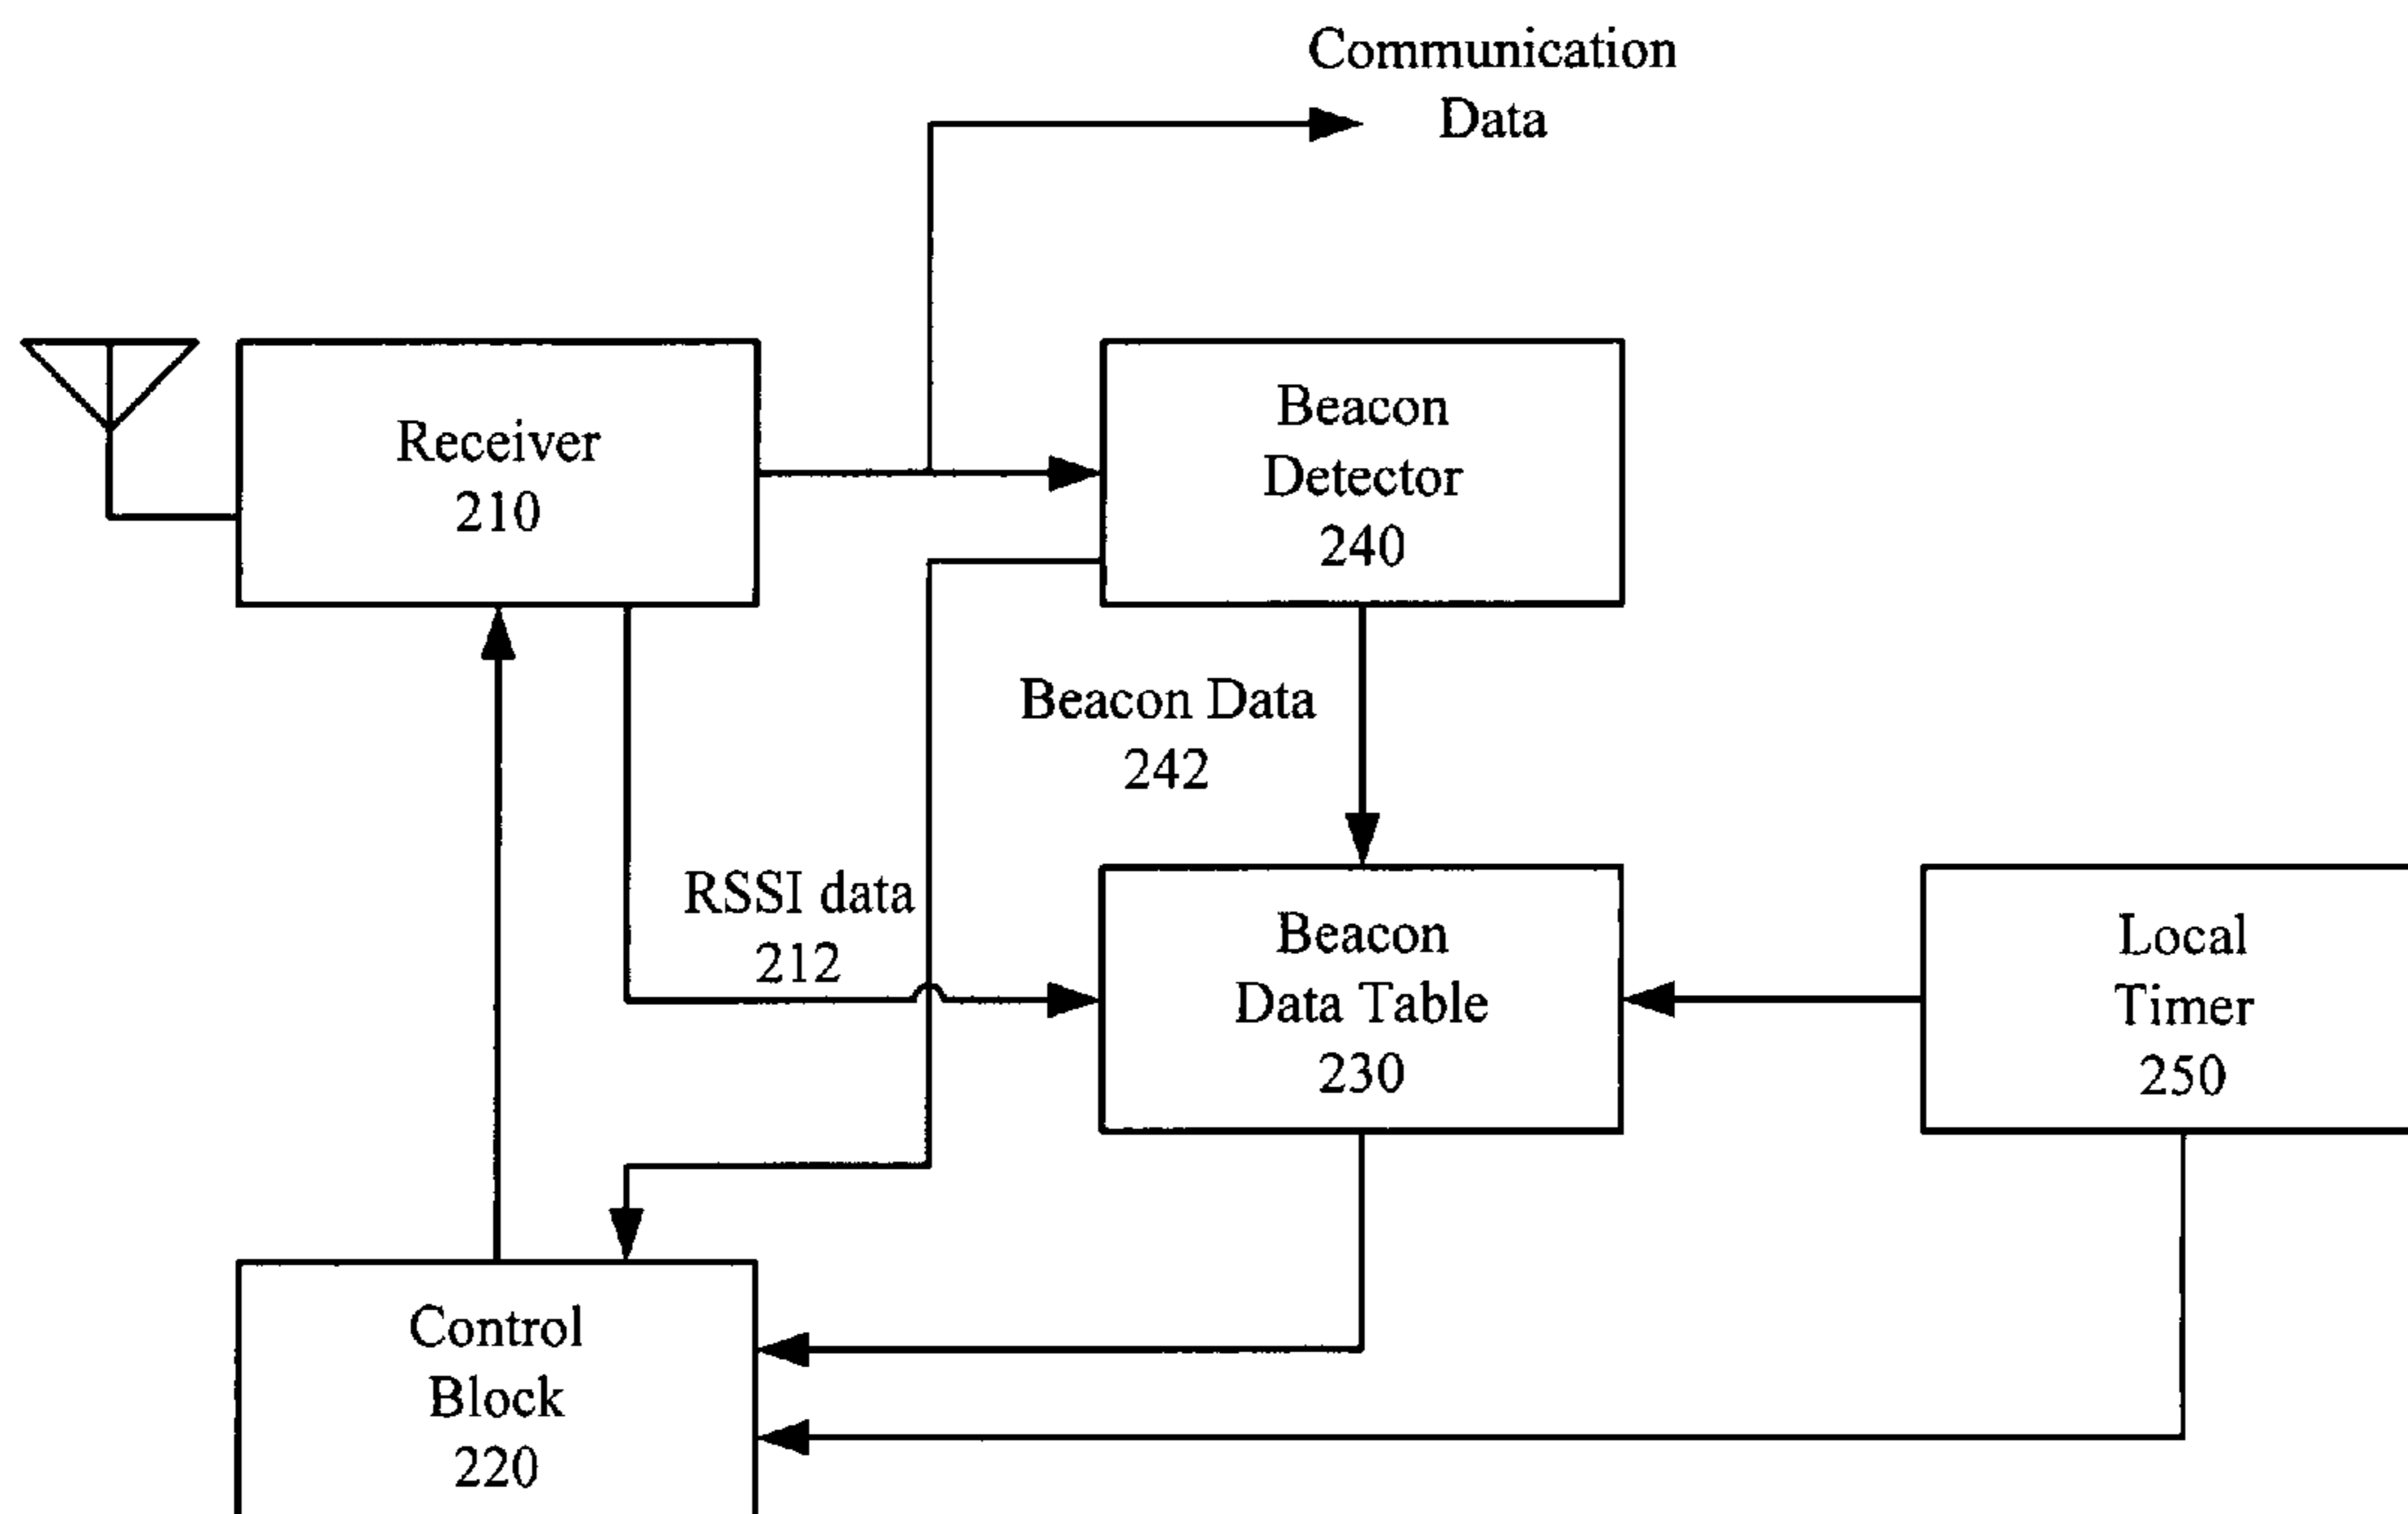 Communication
Data
Receiver
210
Beacon
Detector
240
Beacon Data
242
RSSI data
212
Beacon
Data Table
230
Local
Timer
250
Control
Block
220